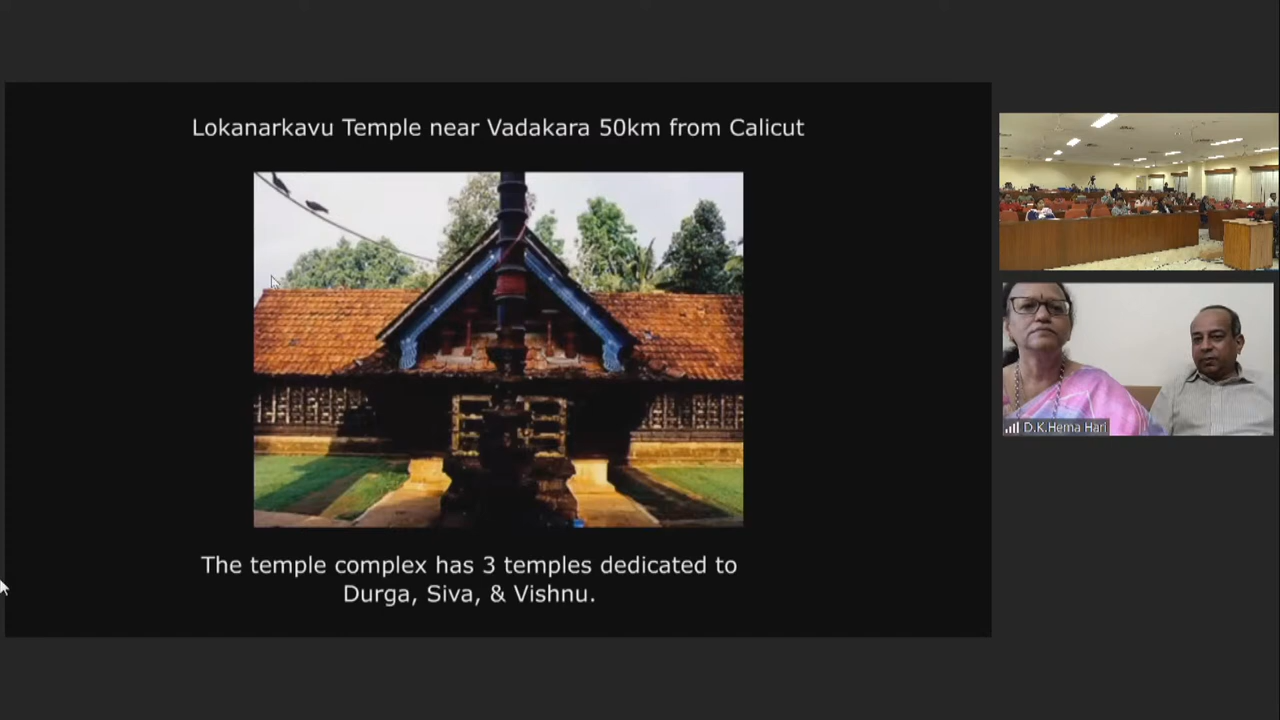 Lokanarkavu Temple near Vadakara 50km from Calicut
The temple complex has 3 temples dedicated to
Durga, Siva, & Vishnu.
D.K.Hema Hari